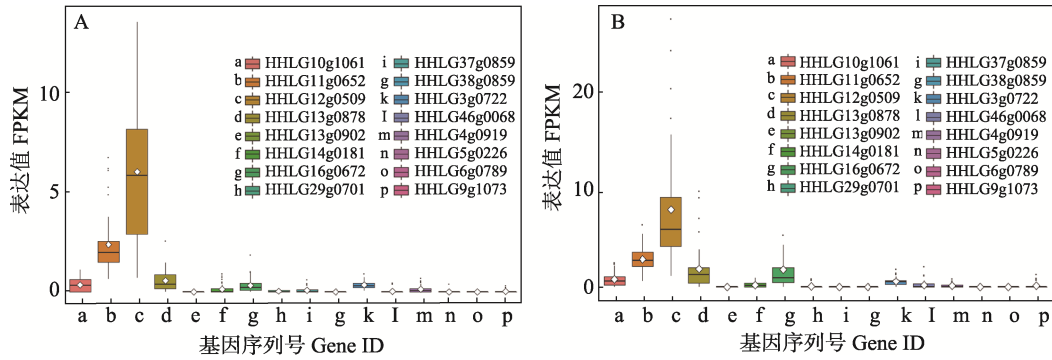 A
表达值 FPKM
10
5
0
a HHLG10g1061 i HHLG37g0859
b HHLG11g0652 g HHLG38g0859
c HHLG12g0509 k HHLG3g0722
d HHLG13g0878 l HHLG46g0068
e HHLG13g0902 m HHLG4g0919
f HHLG14g0181 n HHLG5g0226
g HHLG16g0672 o HHLG6g0789
h HHLG29g0701 p HHLG9g1073
a b c d e f g h i g k l m n o p
基因序列号 Gene ID
B
表达值 FPKM
20
10
0
a HHLG10g1061 i HHLG37g0859
b HHLG11g0652 g HHLG38g0859
c HHLG12g0509 k HHLG3g0722
d HHLG13g0878 l HHLG46g0068
e HHLG13g0902 m HHLG4g0919
f HHLG14g0181 n HHLG5g0226
g HHLG16g0672 o HHLG6g0789
h HHLG29g0701 p HHLG9g1073
a b c d e f g h i g k l m n o p
基因序列号 Gene ID